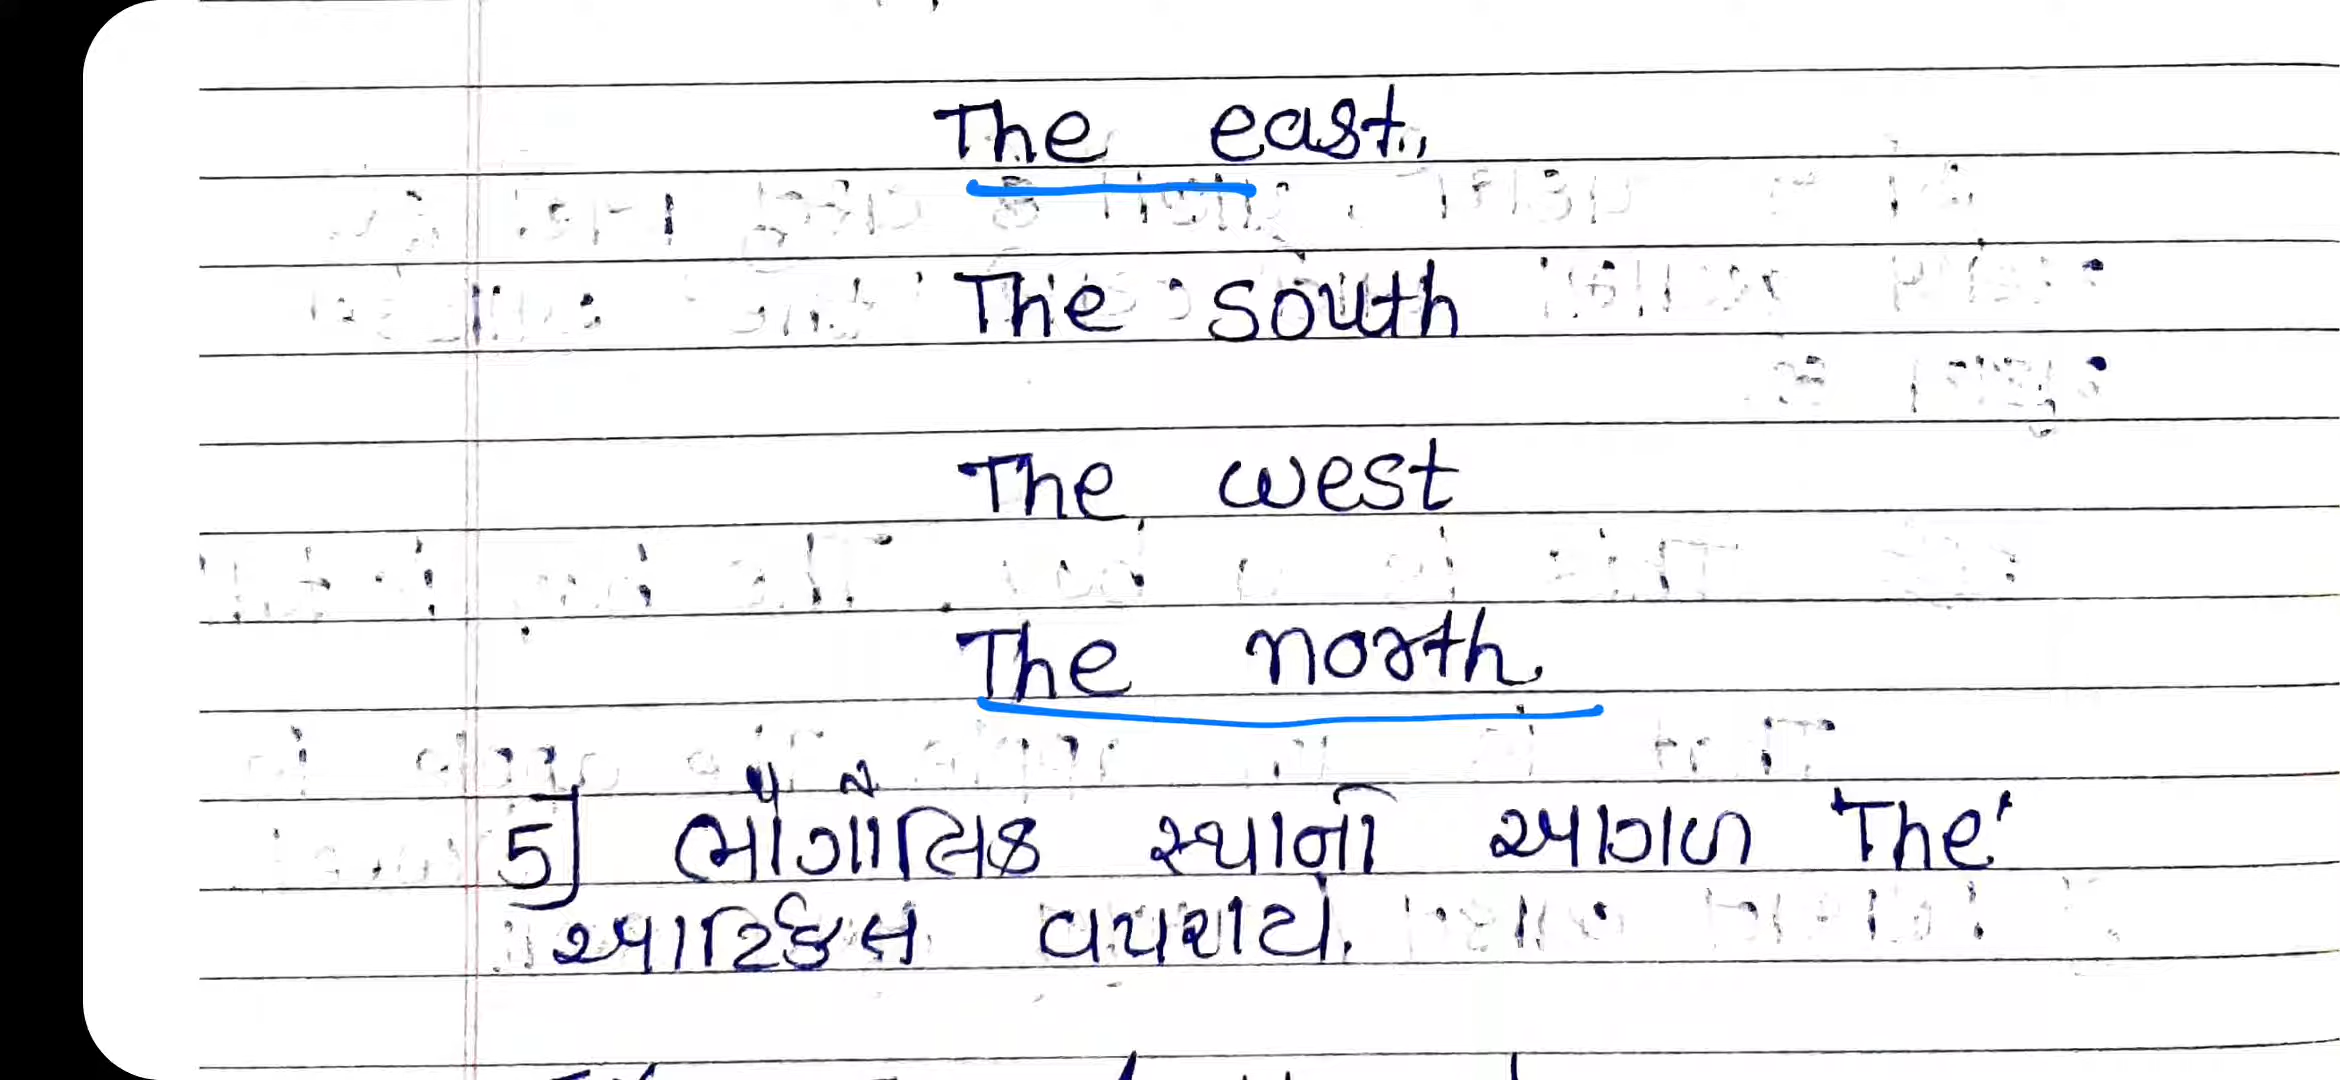 The east.,
The south
The west
The north.
5] ભૌગોલિક સ્થાનો આગળ 'The'
આર્ટિકલ વપરાય.